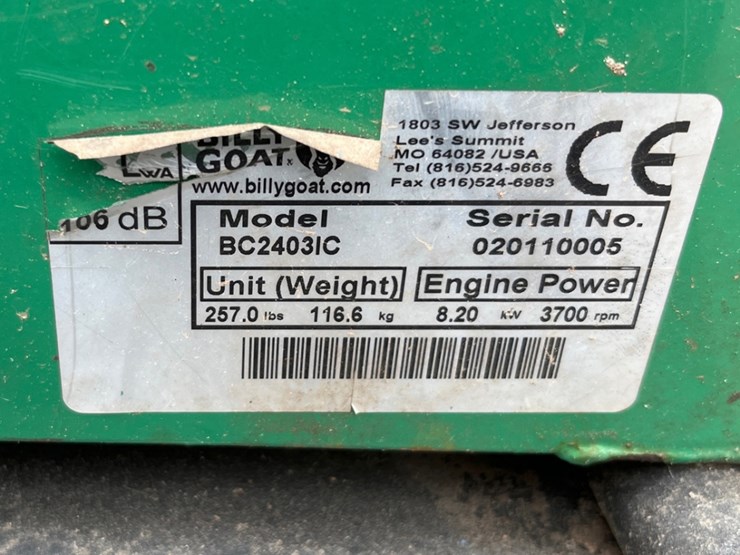 BILLY
GOAT
www.billygoat.com
1803 SW Jefferson
Lee's Summit
MO 64082 /USA
Tel (816)524-9666
Fax (816)524-6983
CE
LWA
106 dB
Model Serial No.
BC2403IC 020110005
Unit (Weight) Engine Power
257.0 lbs 116.6 kg 8.20 kW 3700 rpm